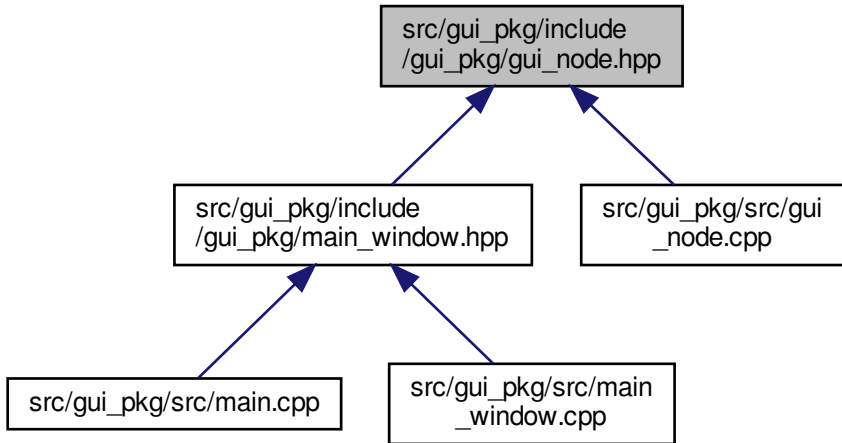 src/gui_pkg/include
/gui_pkg/gui_node.hpp
src/gui_pkg/include
/gui_pkg/main_window.hpp
src/gui_pkg/src/gui
_node.cpp
src/gui_pkg/src/main.cpp
src/gui_pkg/src/main
_window.cpp